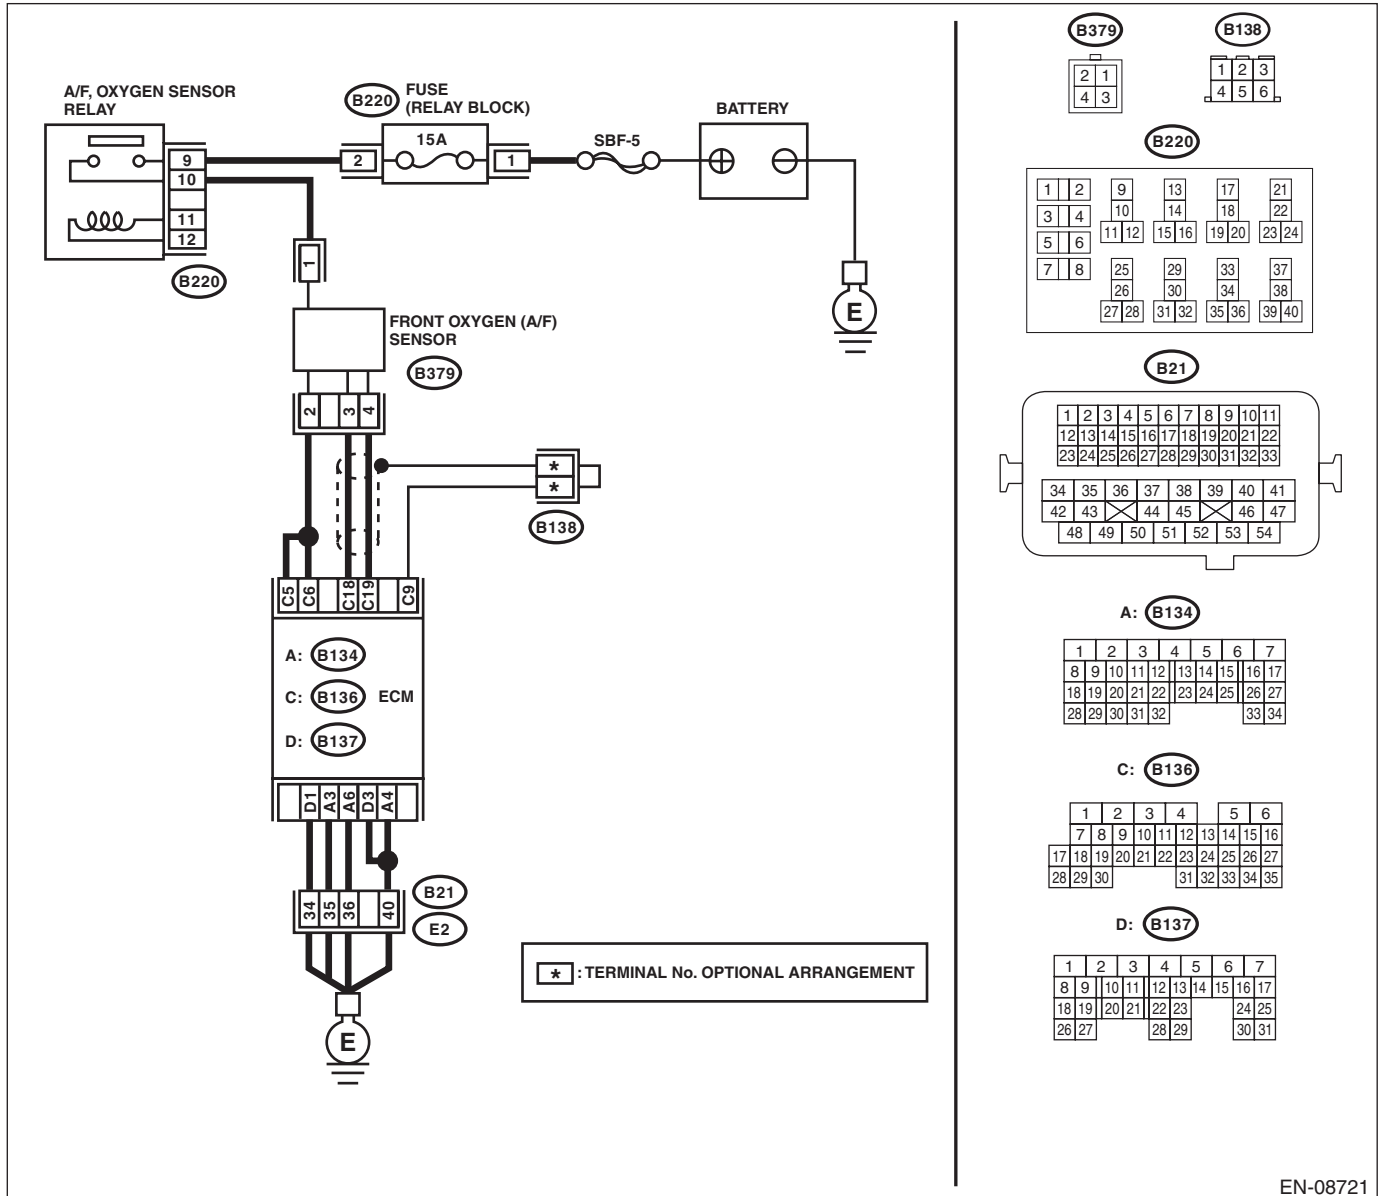 A/F, OXYGEN SENSOR
RELAY
B220
FUSE
(RELAY BLOCK)
15A
SBF-5
BATTERY
9
10
11
12
2
1
B220
1
E
FRONT OXYGEN (A/F)
SENSOR
B379
2 3 4
*
*
B138
C5 C6 C18 C19 C9
A: B134
C: B136 ECM
D: B137
D1 A3 A6 D3 A4
34 35 36 40
B21
E2
E
* : TERMINAL No. OPTIONAL ARRANGEMENT
B379
2 1
4 3
B138
1 2 3
4 5 6
B220
1 2 9 13 17 21
3 4 10 14 18 22
5 6 11 12 15 16 19 20 23 24
7 8 25 29 33 37
26 30 34 38
27 28 31 32 35 36 39 40
B21
1 2 3 4 5 6 7 8 9 10 11
12 13 14 15 16 17 18 19 20 21 22
23 24 25 26 27 28 29 30 31 32 33
34 35 36 37 38 39 40 41
42 43 44 45 46 47
48 49 50 51 52 53 54
A: B134
1 2 3 4 5 6 7
8 9 10 11 12 13 14 15 16 17
18 19 20 21 22 23 24 25 26 27
28 29 30 31 32 33 34
C: B136
1 2 3 4 5 6
7 8 9 10 11 12 13 14 15 16
17 18 19 20 21 22 23 24 25 26 27
28 29 30 31 32 33 34 35
D: B137
1 2 3 4 5 6 7
8 9 10 11 12 13 14 15 16 17
18 19 20 21 22 23 24 25
26 27 28 29 30 31
EN-08721